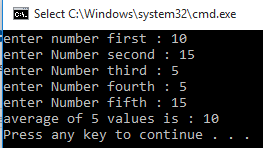 Select C:\Windows\system32\cmd.exe
enter Number first : 10
enter Number second : 15
enter Number third : 5
enter Number fourth : 5
enter Number fifth : 15
average of 5 values is : 10
Press any key to continue . . .